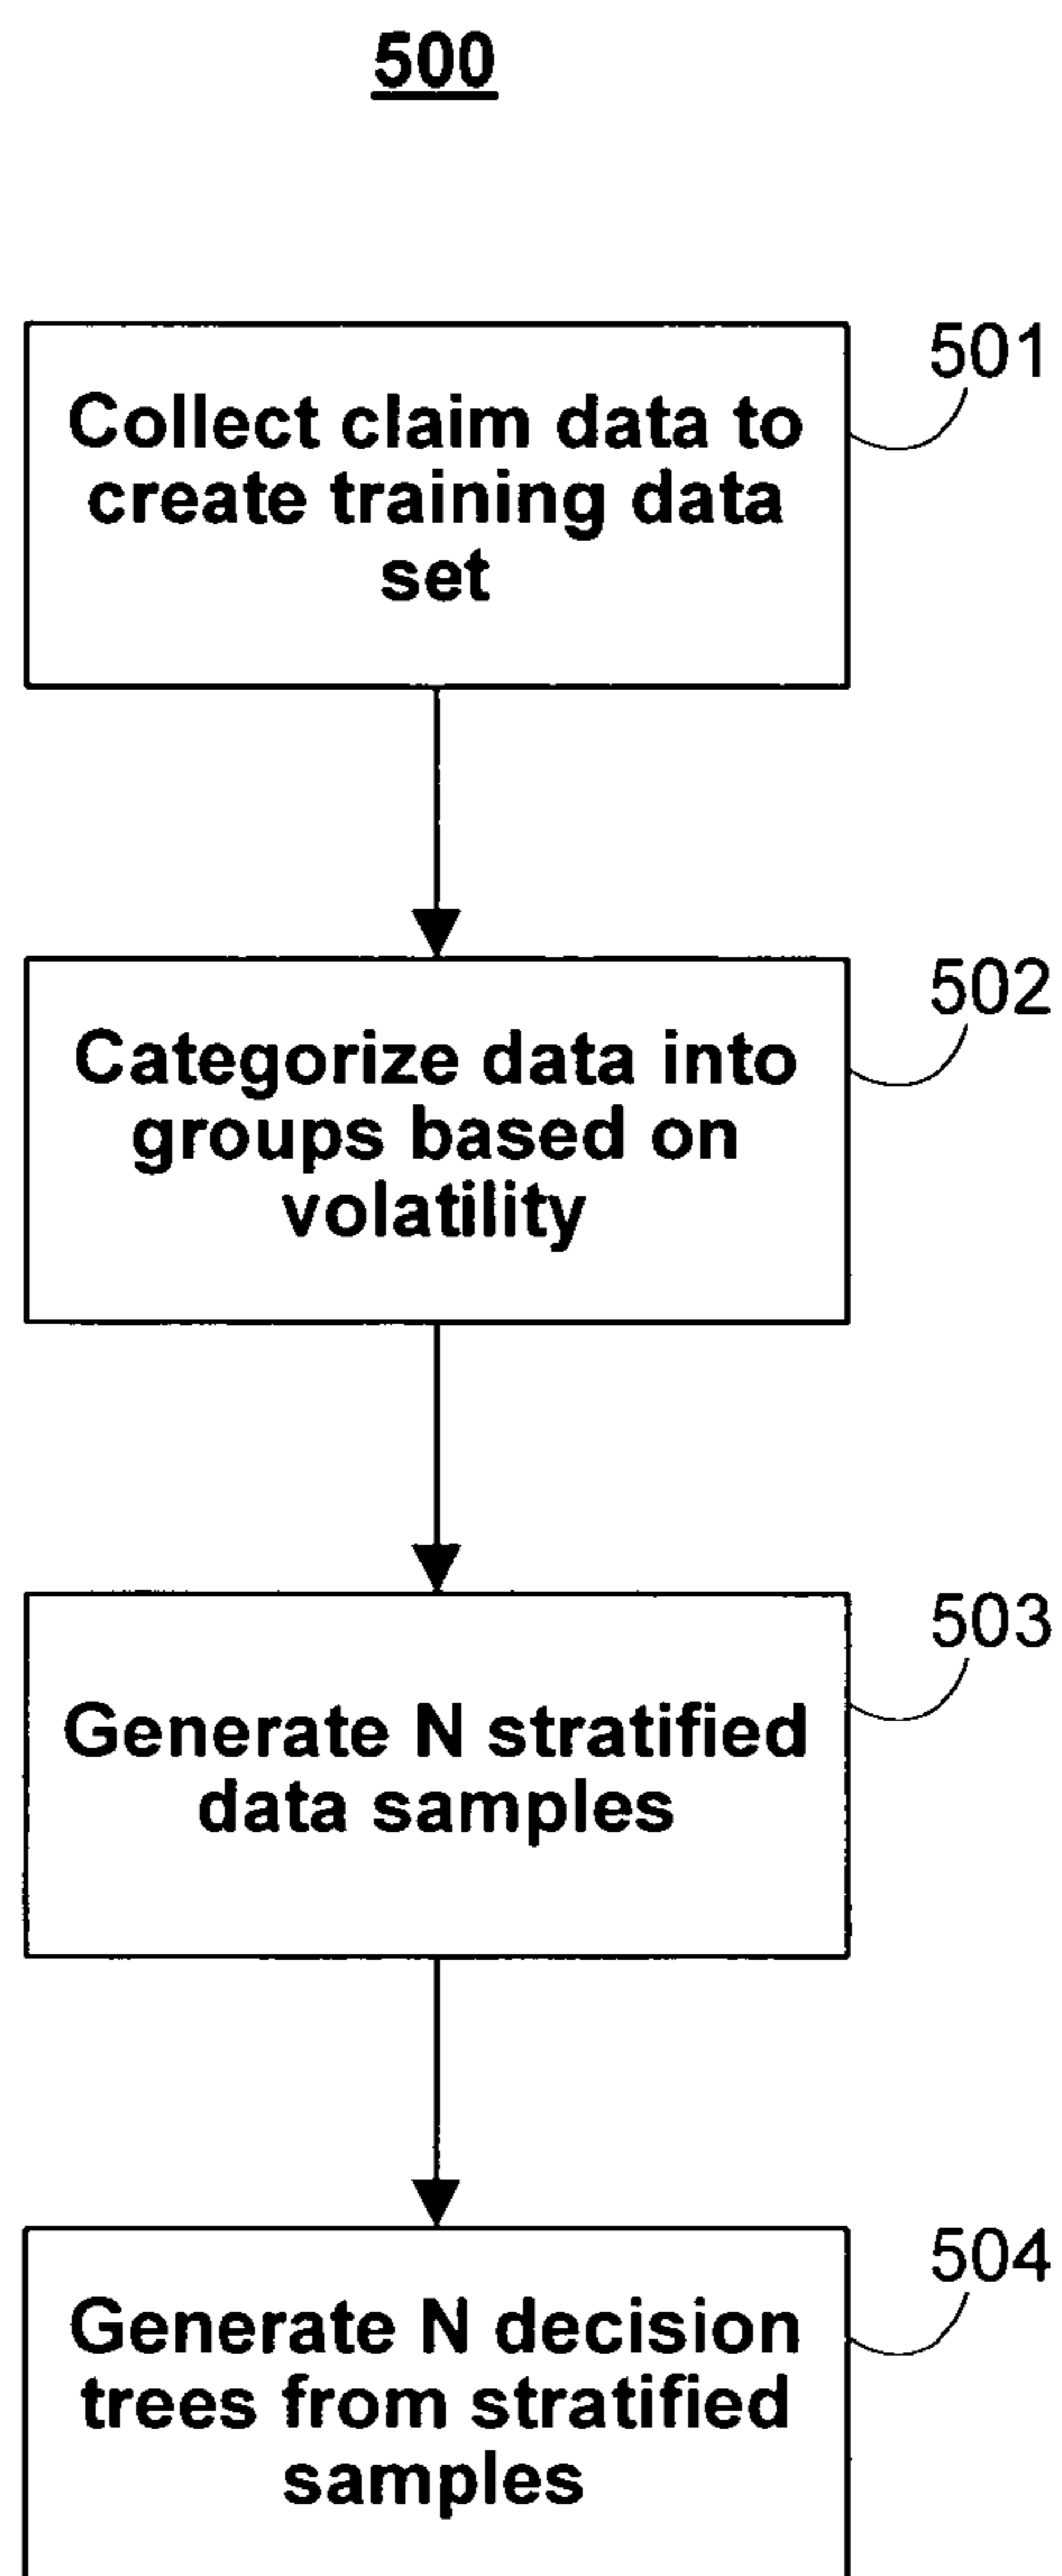 500
501
Collect claim data to
create training data
set
502
Categorize data into
groups based on
volatility
503
Generate N stratified
data samples
504
Generate N decision
trees from stratified
samples